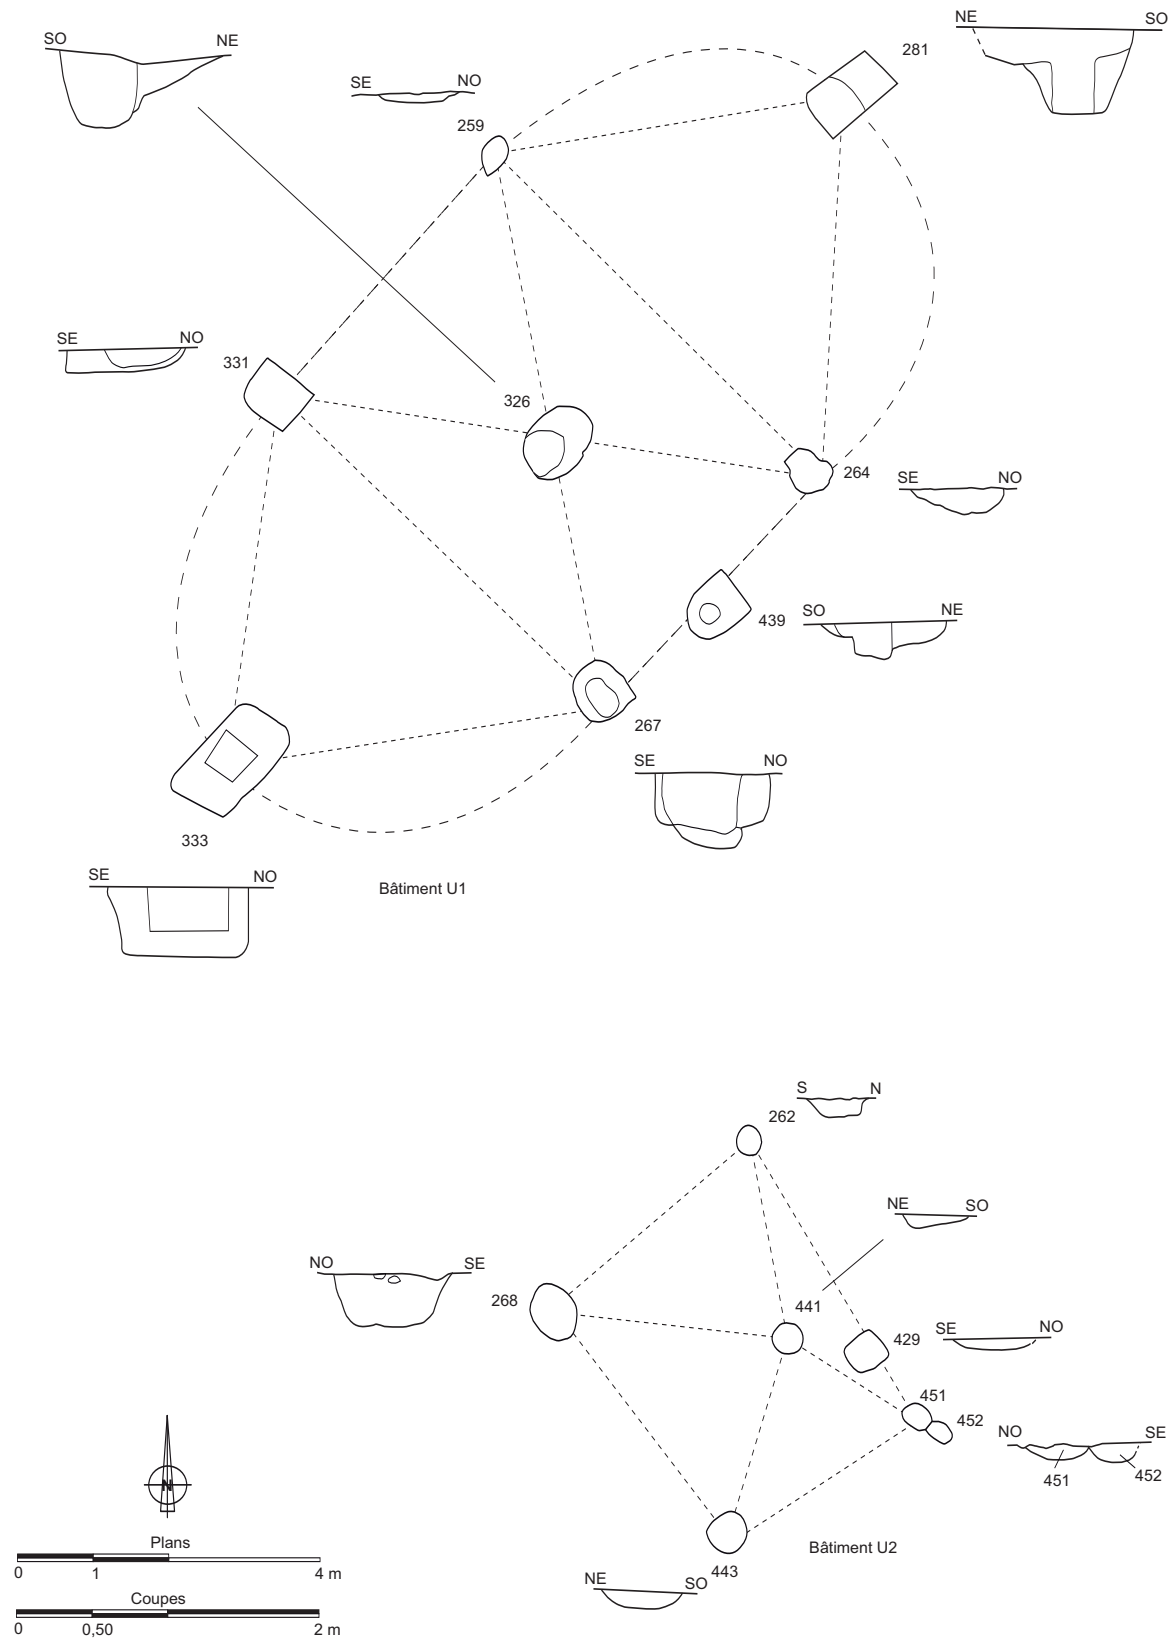 SO NE
NE SO
281
SE NO
259
SE NO
331
326
264
SE NO
SO NE
439
267
SE NO
333
SE NO
Bâtiment U1
S N
262
NE SO
NO SE
268
441
SE NO
429
451
452
NO SE
451 452
N
Plans
0 1 4 m
Coupes
0 0,50 2 m
Bâtiment U2
443
NE SO